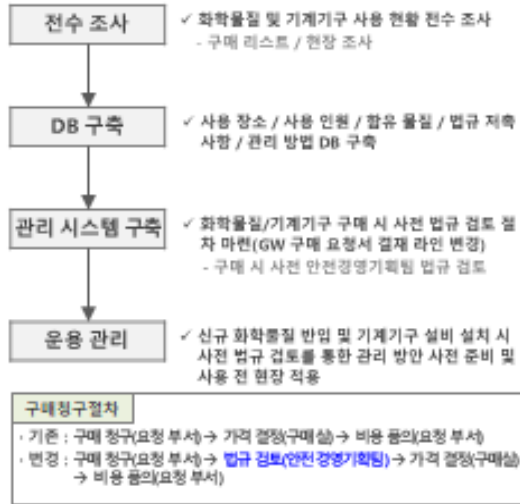 전수 조사
✓ 화학물질 및 기계기구 사용 현황 전수 조사
- 구매 리스트 / 현장 조사
DB 구축
✓ 사용 장소 / 사용 인원 / 함유 물질 / 법규 저촉
사항 / 관리 방법 DB 구축
관리 시스템 구축
✓ 화학물질/기계기구 구매 시 사전 법규 검토 절
차 마련(GW 구매 요청서 결재 라인 변경)
- 구매 시 사전 안전경영기획팀 법규 검토
운용 관리
✓ 신규 화학물질 반입 및 기계기구 설비 설치 시
사전 법규 검토를 통한 관리 방안 사전 준비 및
사용 전 현장 적용
구매청구절차
· 기존 : 구매 청구(요청 부서)→ 가격 결정(구매실)→ 비용 품의(요청 부서)
· 변경 : 구매 청구(요청 부서)→ 법규 검토(안전경영기획팀)→ 가격 결정(구매실)
→ 비용 품의(요청 부서)